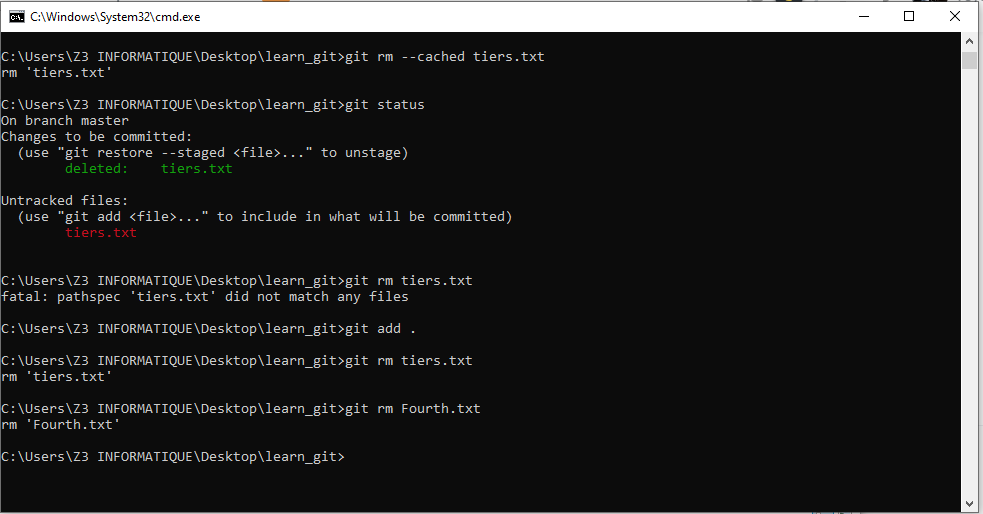 C:\Windows\System32\cmd.exe
C:\Users\Z3 INFORMATIQUE\Desktop\learn_git>git rm --cached tiers.txt
rm 'tiers.txt'
C:\Users\Z3 INFORMATIQUE\Desktop\learn_git>git status
On branch master
Changes to be committed:
  (use "git restore --staged <file>..." to unstage)
        deleted:    tiers.txt
Untracked files:
  (use "git add <file>..." to include in what will be committed)
        tiers.txt
C:\Users\Z3 INFORMATIQUE\Desktop\learn_git>git rm tiers.txt
fatal: pathspec 'tiers.txt' did not match any files
C:\Users\Z3 INFORMATIQUE\Desktop\learn_git>git add .
C:\Users\Z3 INFORMATIQUE\Desktop\learn_git>git rm tiers.txt
rm 'tiers.txt'
C:\Users\Z3 INFORMATIQUE\Desktop\learn_git>git rm Fourth.txt
rm 'Fourth.txt'
C:\Users\Z3 INFORMATIQUE\Desktop\learn_git>